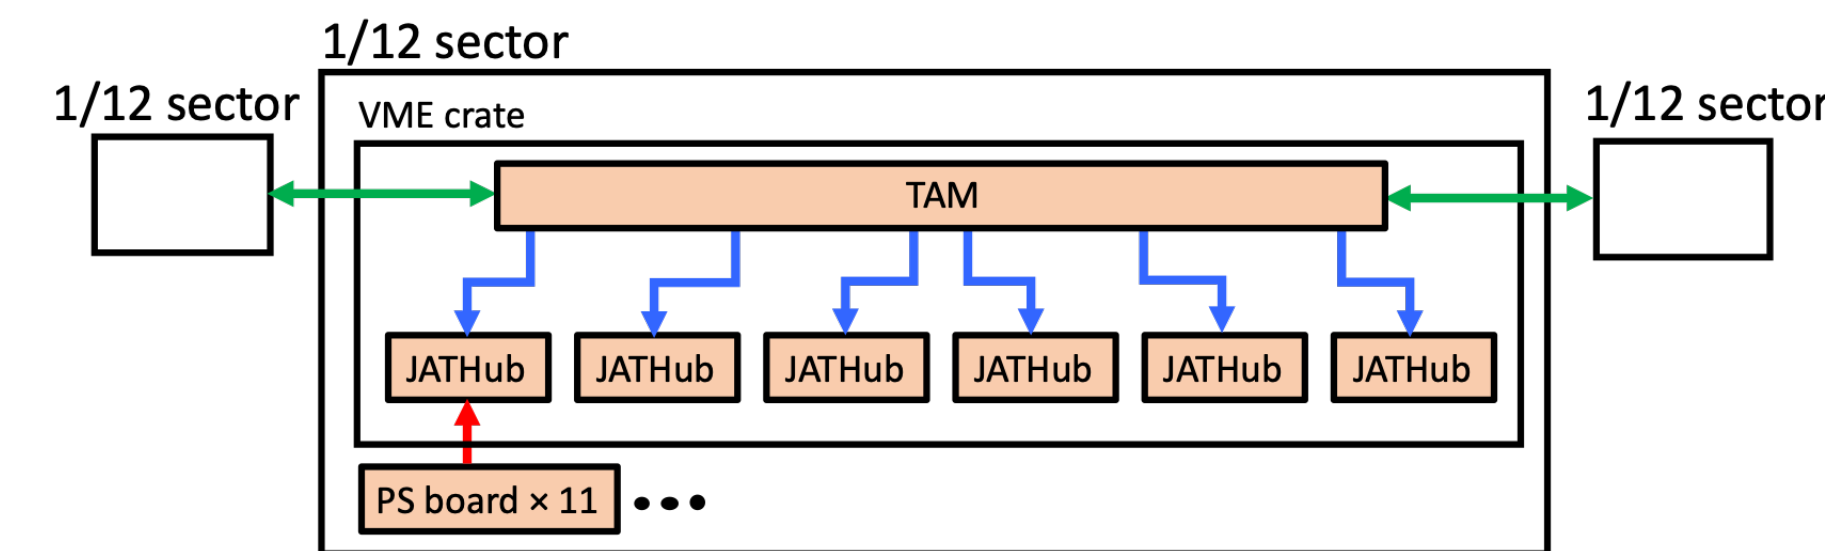 1/12 sector
1/12 sector
1/12 sector
VME crate
TAM
JATHub
JATHub
JATHub
JATHub
JATHub
JATHub
PS board × 11 •••